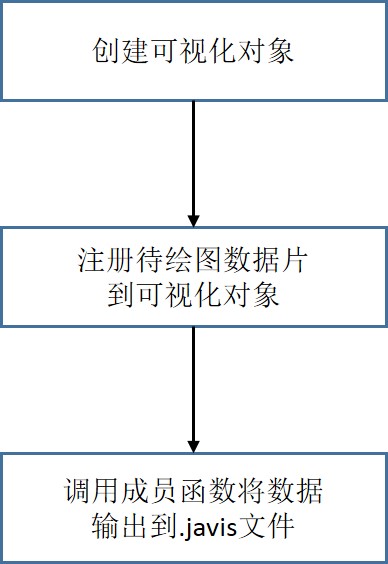 创建可视化对象
注册待绘图数据片
到可视化对象
调用成员函数将数据
输出到.javis文件